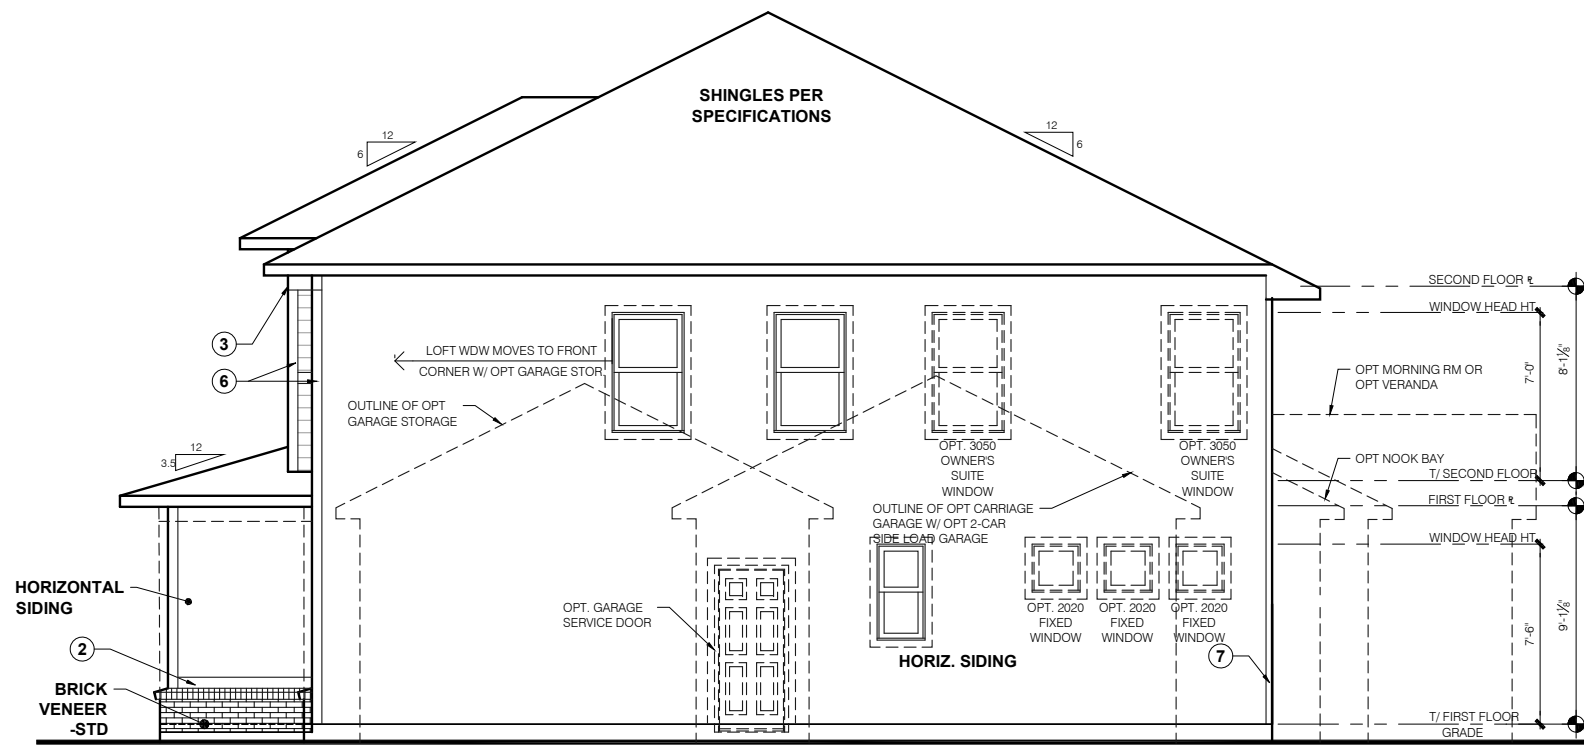 SHINGLES PER
SPECIFICATIONS
12
6
12
6
SECOND FLOOR ℄
WINDOW HEAD HT.
3
6
LOFT WDW MOVES TO FRONT
CORNER W/ OPT GARAGE STOR.
OUTLINE OF OPT
GARAGE STORAGE
OPT MORNING RM OR
OPT VERANDA
7'-0"
8'-1⅛"
12
3.5
OPT. 3050
OWNER'S
SUITE
WINDOW
OPT. 3050
OWNER'S
SUITE
WINDOW
OPT NOOK BAY
T/ SECOND FLOOR
FIRST FLOOR ℄
OUTLINE OF OPT CARRIAGE
GARAGE W/ OPT 2-CAR
SIDE LOAD GARAGE
WINDOW HEAD HT.
HORIZONTAL
SIDING
OPT. GARAGE
SERVICE DOOR
OPT. 2020
FIXED
WINDOW
OPT. 2020
FIXED
WINDOW
OPT. 2020
FIXED
WINDOW
7'-6"
9'-1⅛"
2
HORIZ. SIDING
7
BRICK
VENEER
-STD
T/ FIRST FLOOR
GRADE